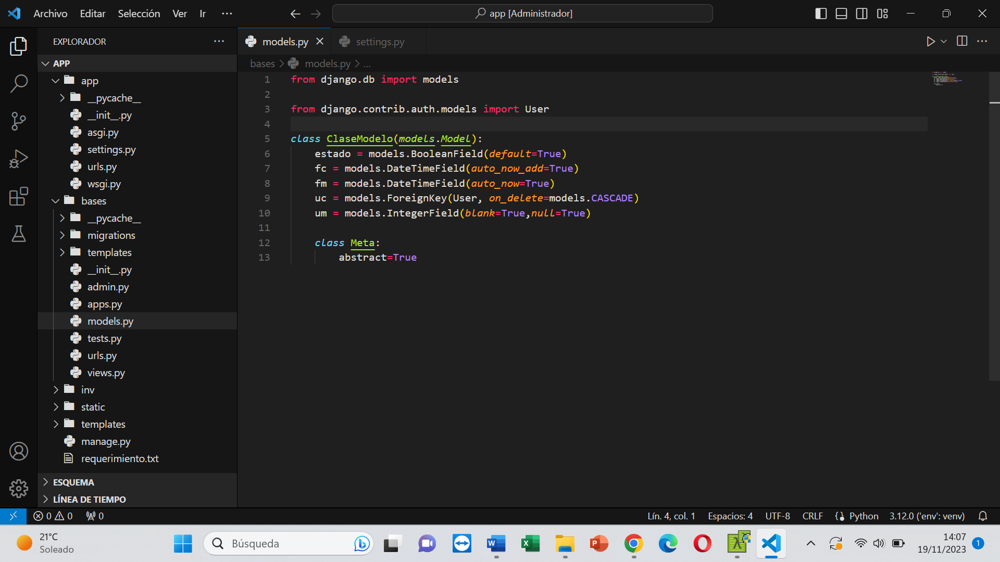 Archivo Editar Selección Ver Ir ···
app [Administrador]
EXPLORADOR
APP
app
__pycache__
__init__.py
asgi.py
settings.py
urls.py
wsgi.py
bases
__pycache__
migrations
templates
__init__.py
admin.py
apps.py
models.py
tests.py
urls.py
views.py
inv
static
templates
manage.py
requerimiento.txt
ESQUEMA
LÍNEA DE TIEMPO
models.py settings.py
bases > models.py > ...
1 from django.db import models
2
3 from django.contrib.auth.models import User
4
5 class ClaseModelo(models.Model):
6 estado = models.BooleanField(default=True)
7 fc = models.DateTimeField(auto_now_add=True)
8 fm = models.DateTimeField(auto_now=True)
9 uc = models.ForeignKey(User, on_delete=models.CASCADE)
10 um = models.IntegerField(blank=True,null=True)
11
12 class Meta:
13 abstract=True
0 0 0
Lín. 4, col. 1 Espacios: 4 UTF-8 CRLF Python 3.12.0 ('env': venv)
21°C
Soleado
Búsqueda
14:07
19/11/2023
1